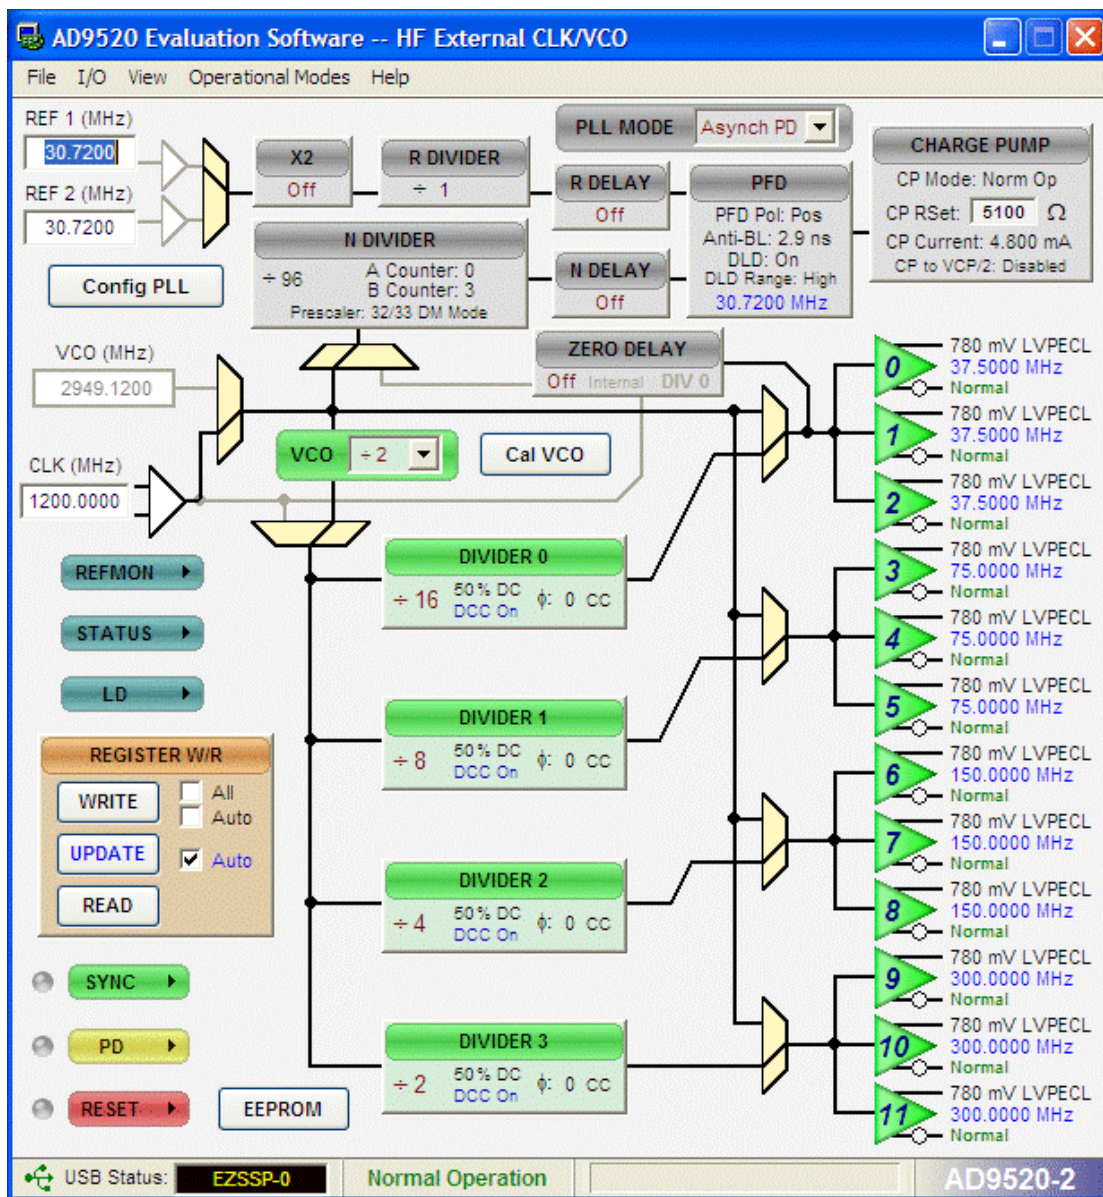 AD9520 Evaluation Software -- HF External CLK/VCO
File I/O View Operational Modes Help
REF 1 (MHz)
30.7200
REF 2 (MHz)
30.7200
Config PLL
X2
Off
R DIVIDER
÷ 1
PLL MODE Asynch PD
R DELAY
Off
PFD
PFD Pol: Pos
Anti-BL: 2.9 ns
DLD: On
DLD Range: High
30.7200 MHz
CHARGE PUMP
CP Mode: Norm Op
CP RSet: 5100 Ω
CP Current: 4.800 mA
CP to VCP/2: Disabled
N DIVIDER
÷ 96
A Counter: 0
B Counter: 3
Prescaler: 32/33 DM Mode
N DELAY
Off
VCO (MHz)
2949.1200
ZERO DELAY
Off Internal DIV 0
CLK (MHz)
1200.0000
VCO ÷ 2
Cal VCO
REFMON
STATUS
LD
DIVIDER 0
÷ 16 50% DC ϕ: 0 CC
DCC On
DIVIDER 1
÷ 8 50% DC ϕ: 0 CC
DCC On
DIVIDER 2
÷ 4 50% DC ϕ: 0 CC
DCC On
DIVIDER 3
÷ 2 50% DC ϕ: 0 CC
DCC On
0
780 mV LVPECL
37.5000 MHz
Normal
1
780 mV LVPECL
37.5000 MHz
Normal
2
780 mV LVPECL
37.5000 MHz
Normal
3
780 mV LVPECL
75.0000 MHz
Normal
4
780 mV LVPECL
75.0000 MHz
Normal
5
780 mV LVPECL
75.0000 MHz
Normal
6
780 mV LVPECL
150.0000 MHz
Normal
7
780 mV LVPECL
150.0000 MHz
Normal
8
780 mV LVPECL
150.0000 MHz
Normal
9
780 mV LVPECL
300.0000 MHz
Normal
10
780 mV LVPECL
300.0000 MHz
Normal
11
780 mV LVPECL
300.0000 MHz
Normal
REGISTER W/R
WRITE
All
Auto
UPDATE
Auto
READ
SYNC
PD
RESET
EEPROM
USB Status: EZSSP-0 Normal Operation AD9520-2